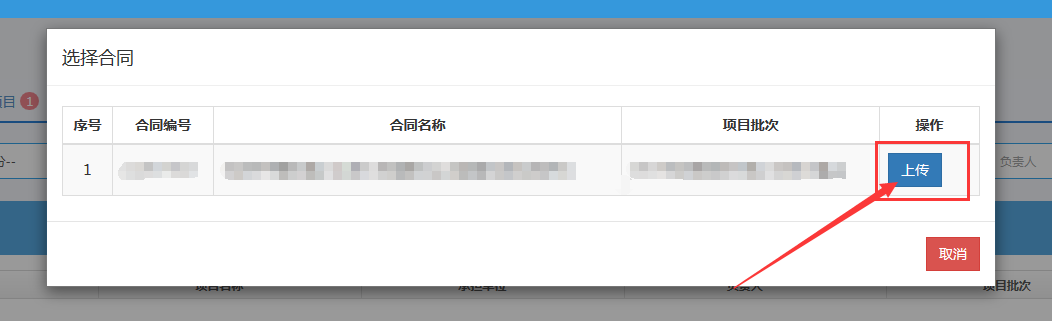 选择合同
目 1
序号 合同编号 合同名称 项目批次 操作
--
1 上传
负责人
取消
项目名称 承担单位 负责人 项目批次